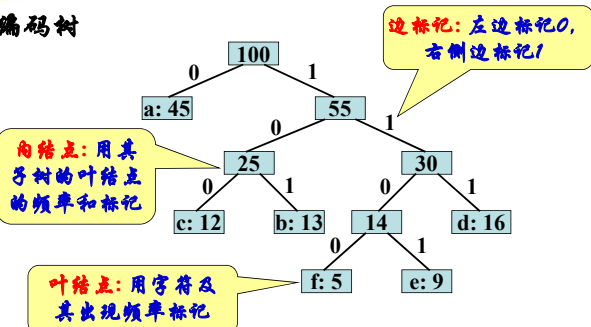 编码树
边标记: 左边标记0,
右侧边标记1
100
0
1
a: 45
55
0
1
内结点: 用其
子树的叶结点
的频率和标记
25
30
0
1
0
1
c: 12
b: 13
14
d: 16
0
1
f: 5
e: 9
叶结点: 用字符及
其出现频率标记